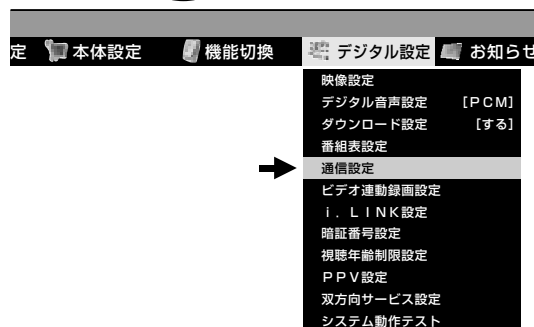 定 本体設定 機能切換 デジタル設定 お知らせ
映像設定
デジタル音声設定 [PCM]
ダウンロード設定 [する]
番組表設定
通信設定
ビデオ連動録画設定
i.LINK設定
暗証番号設定
視聴年齢制限設定
PPV設定
双方向サービス設定
システム動作テスト